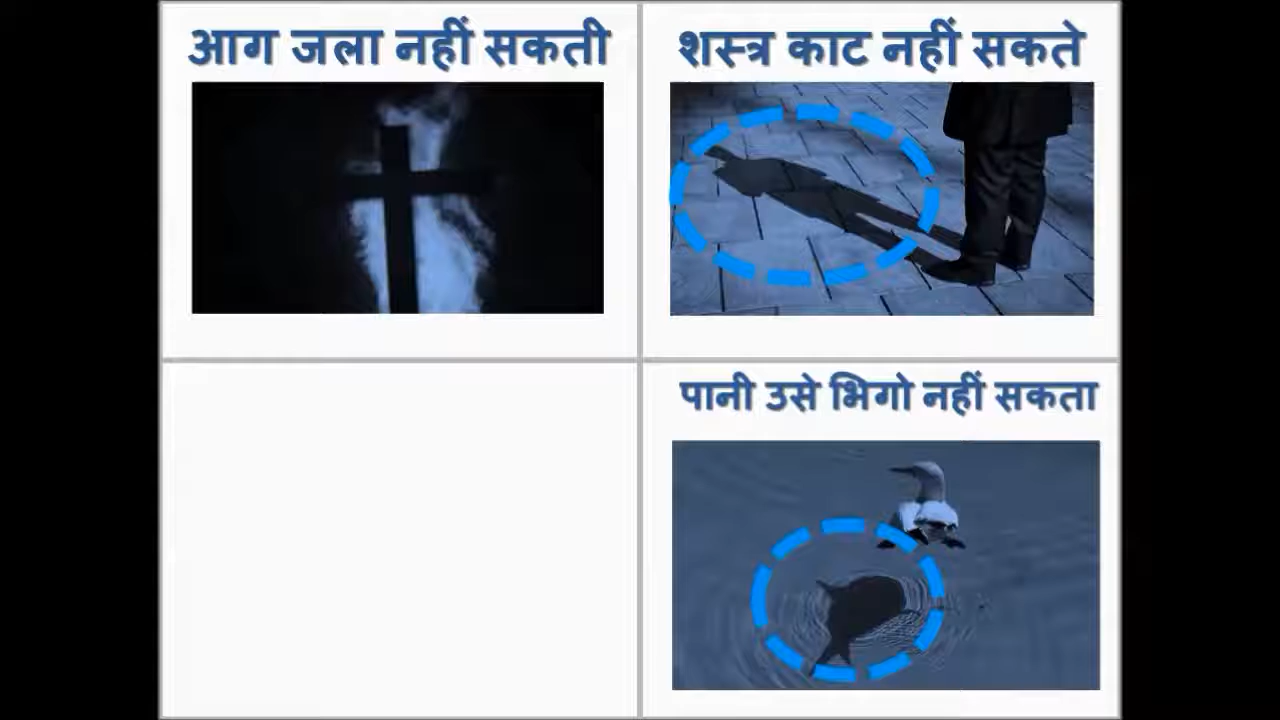 आग जला नहीं सकती
शस्त्र काट नहीं सकते
पानी उसे भिगो नहीं सकता